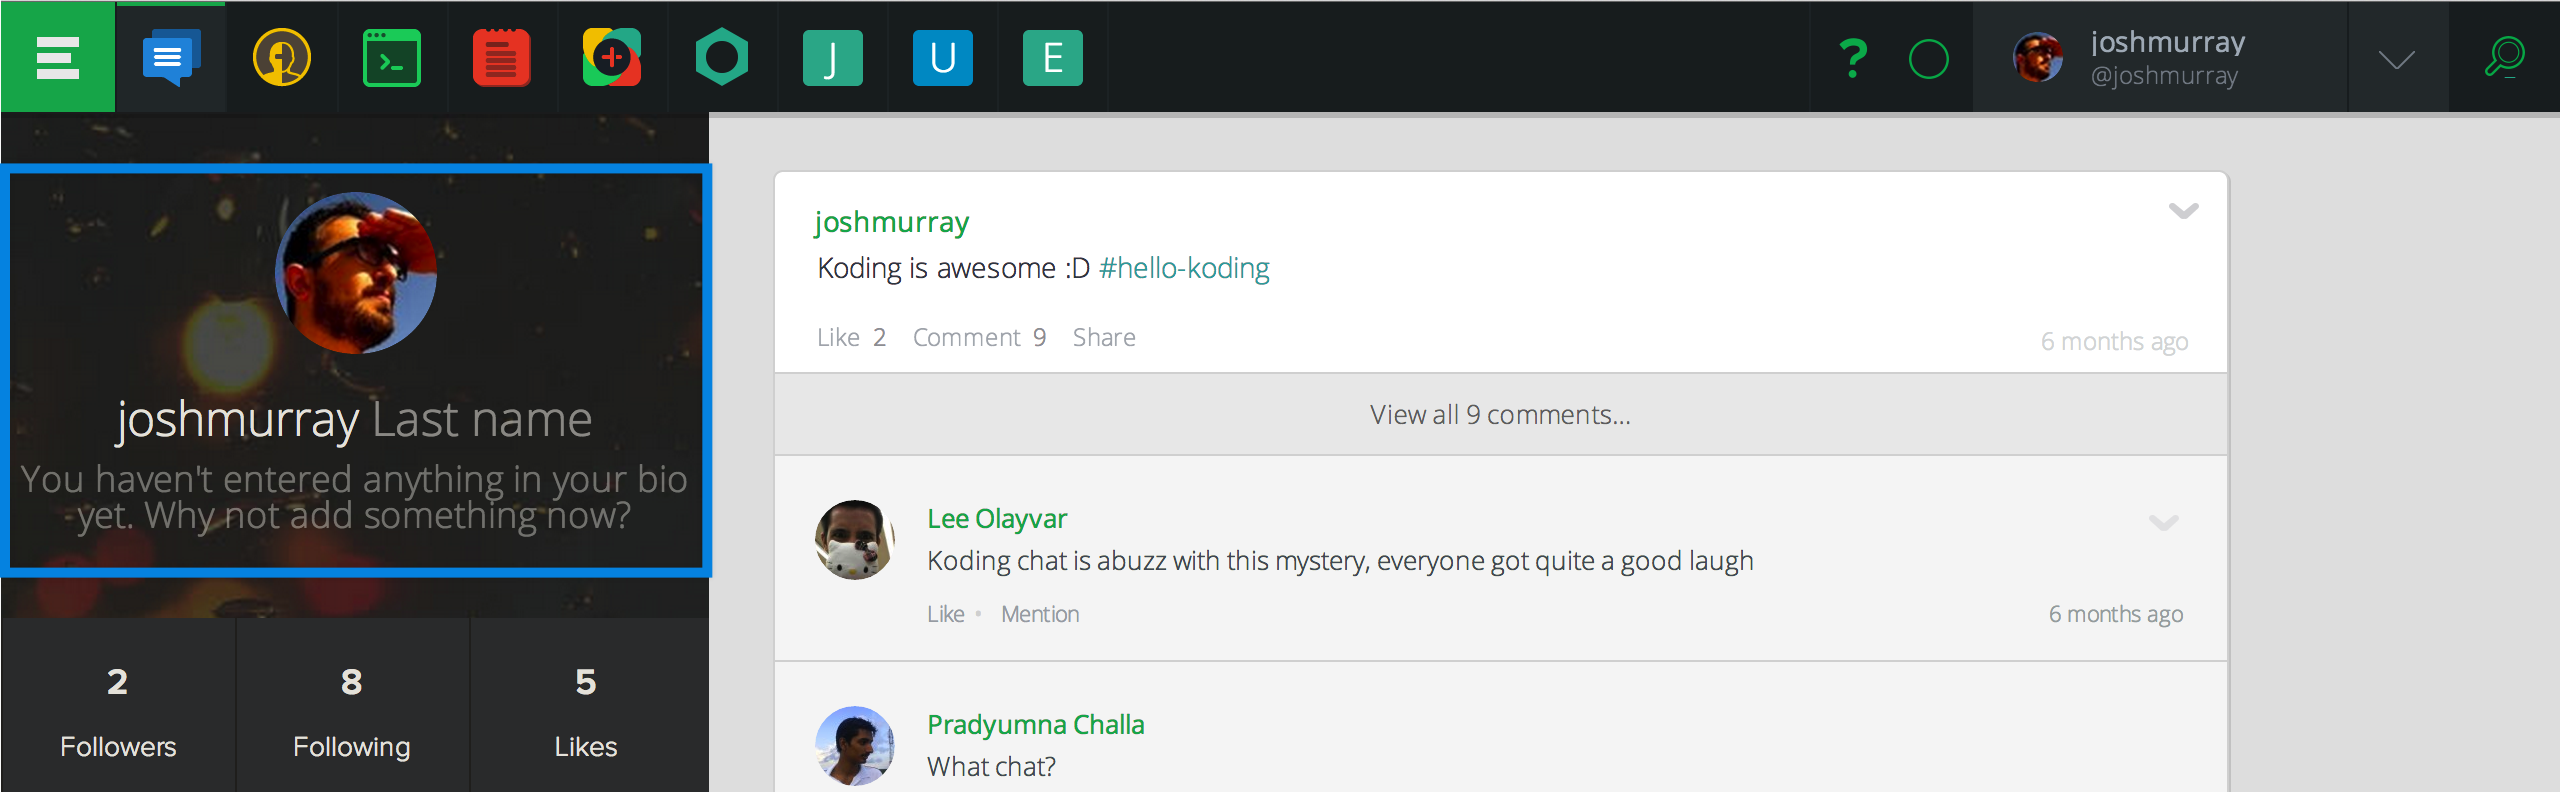 J
U
E
?
joshmurray
@joshmurray
joshmurray Last name
You haven't entered anything in your bio
yet. Why not add something now?
2
Followers
8
Following
5
Likes
joshmurray
Koding is awesome :D #hello-koding
Like 2 Comment 9 Share
6 months ago
View all 9 comments...
Lee Olayvar
Koding chat is abuzz with this mystery, everyone got quite a good laugh
Like • Mention
6 months ago
Pradyumna Challa
What chat?